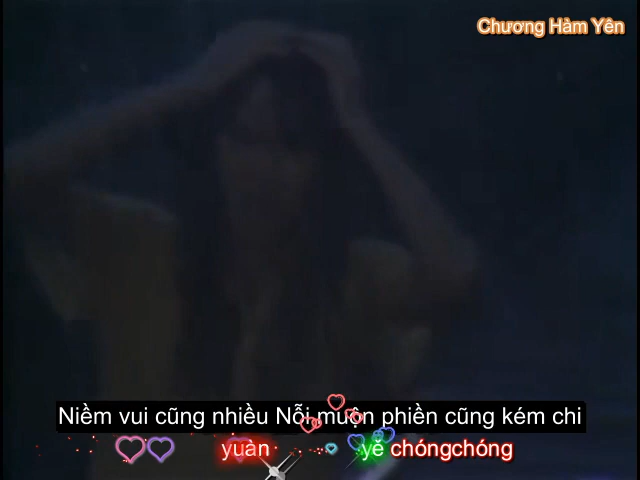 Chương Hàm Yên
Niềm vui cũng nhiều Nỗi muộn phiền cũng kém chi
yuàn yě chóngchóng